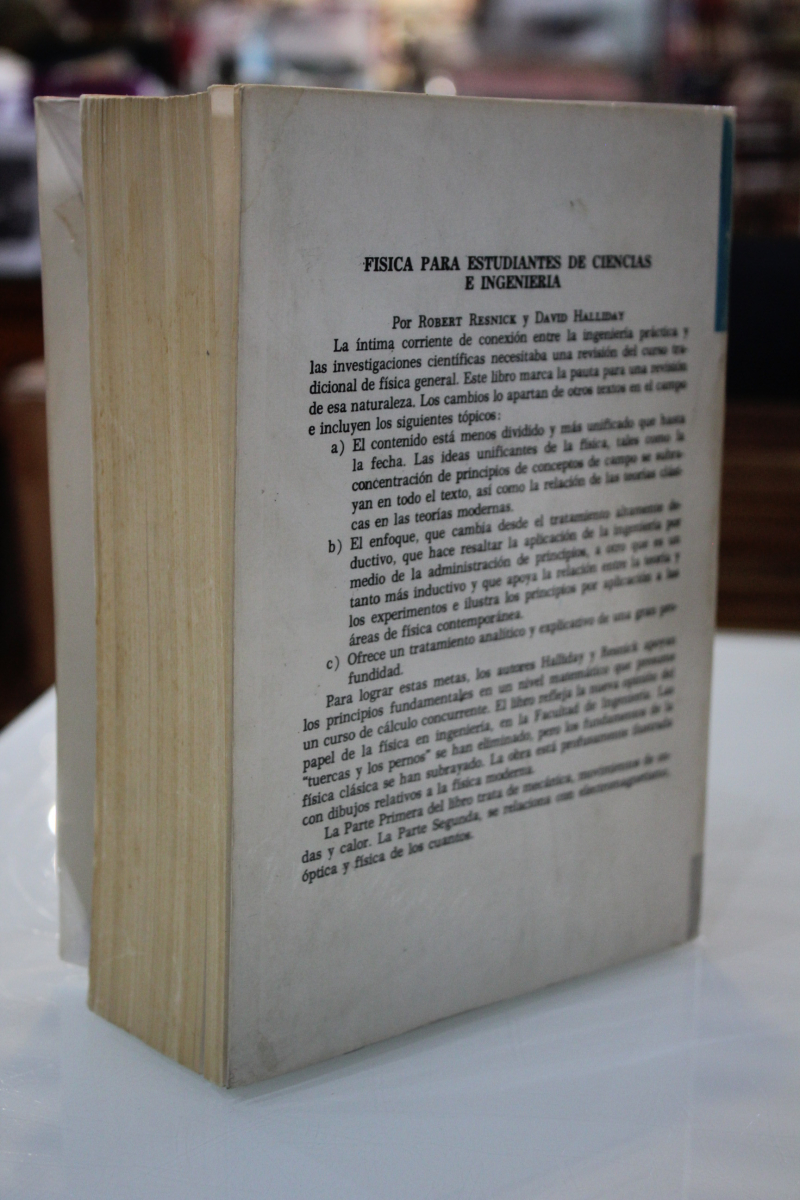 FISICA PARA ESTUDIANTES DE CIENCIAS
E INGENIERIA
Por ROBERT RESNICK y DAVID HALLIDAY
La íntima corriente de conexión entre la ingeniería práctica y
las investigaciones científicas necesitaba una revisión del curso tra-
dicional de física general. Este libro marca la pauta para una revisión
de esa naturaleza. Los cambios lo apartan de otros textos en el campo
e incluyen los siguientes tópicos:
a) El contenido está menos dividido y más unificado que hasta
la fecha. Las ideas unificantes de la física, tales como la
concentración de principios de conceptos de campo se subra-
yan en todo el texto, así como la relación de las teorías clási-
cas en las teorías modernas.
b) El enfoque, que cambia desde el tratamiento altamente de-
ductivo, que hace resaltar la aplicación de la ingeniería por
medio de la administración de principios, a otro que es un
tanto más inductivo y que apoya la relación entre la teoría y
los experimentos e ilustra los principios por aplicación a las
áreas de física contemporánea.
c) Ofrece un tratamiento analítico y explicativo de una gran pro-
fundidad.
Para lograr estas metas, los autores Halliday y Resnick apoyan
los principios fundamentales en un nivel matemático que presume
un curso de cálculo concurrente. El libro refleja la nueva opinión del
papel de la física en ingeniería, en la Facultad de Ingeniería. Las
"tuercas y los pernos" se han eliminado, pero los fundamentos de la
física clásica se han subrayado. La obra está profusamente ilustrada
con dibujos relativos a la física moderna.
La Parte Primera del libro trata de mecánica, movimientos de on-
das y calor. La Parte Segunda, se relaciona con electromagnetismo,
óptica y física de los cuantos.